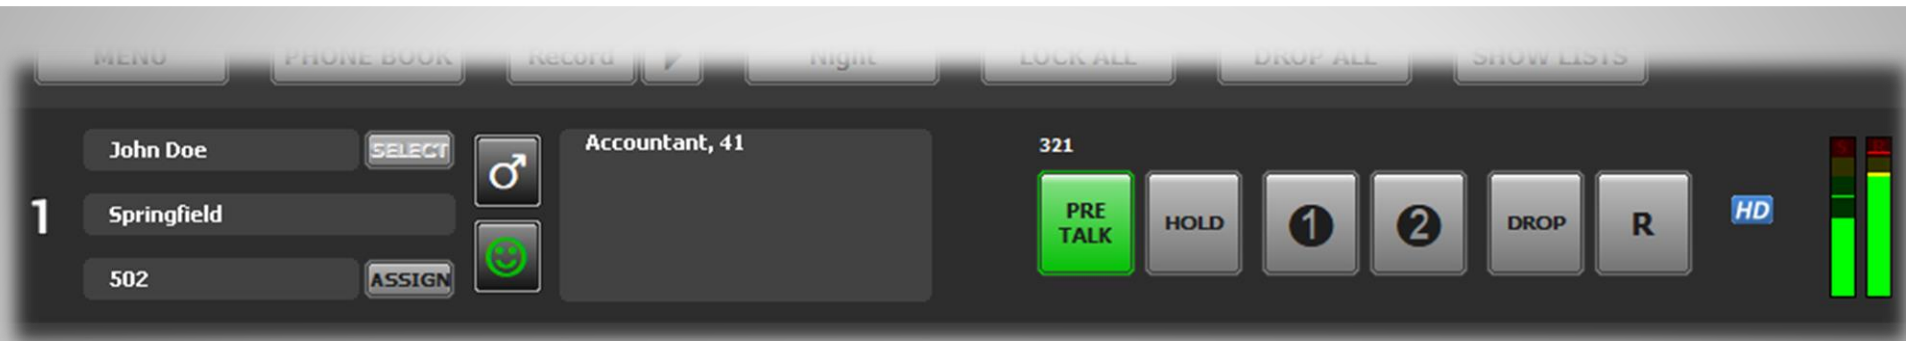 MENU PHONE BOOK Record Night LOCK ALL DROP ALL SHOW LISTS
1
John Doe SELECT
Springfield
502 ASSIGN
Accountant, 41
321
PRE
TALK
HOLD
1
2
DROP
R
HD
S R